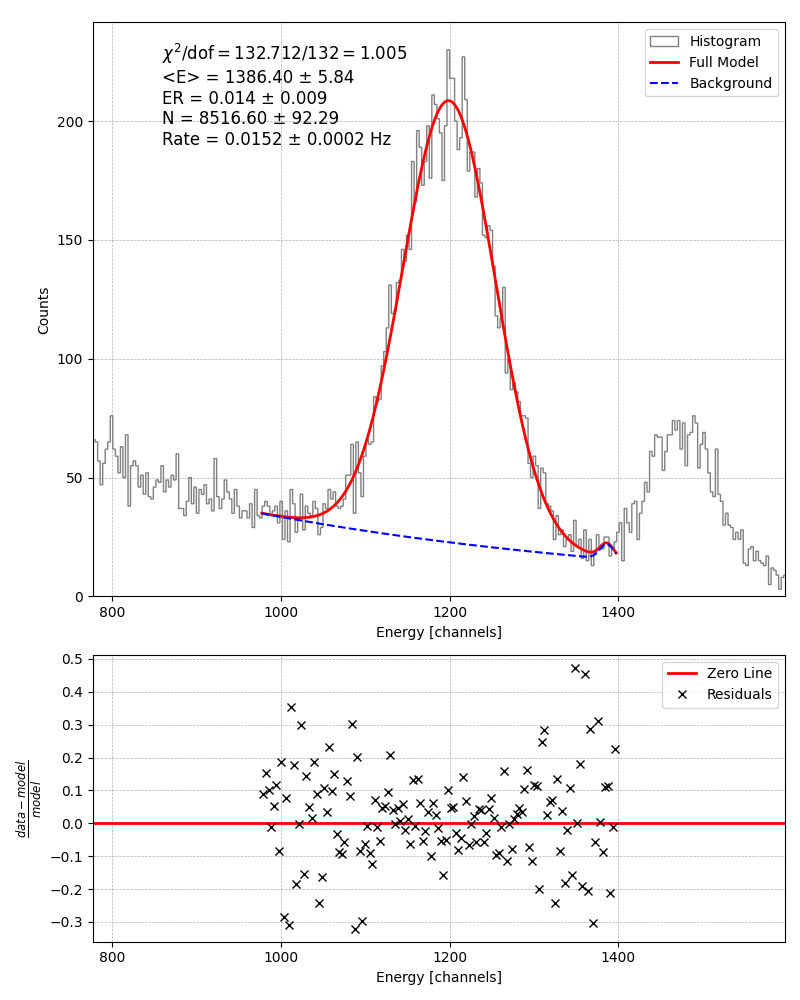 χ²/dof = 132.712/132 = 1.005
<E> = 1386.40 ± 5.84
ER = 0.014 ± 0.009
N = 8516.60 ± 92.29
Rate = 0.0152 ± 0.0002 Hz
Histogram
Full Model
Background
200
150
100
50
0
Counts
800 1000 1200 1400
Energy [channels]
Zero Line
Residuals
0.5
0.4
0.3
0.2
0.1
0.0
−0.1
−0.2
−0.3
data − model
model
800 1000 1200 1400
Energy [channels]